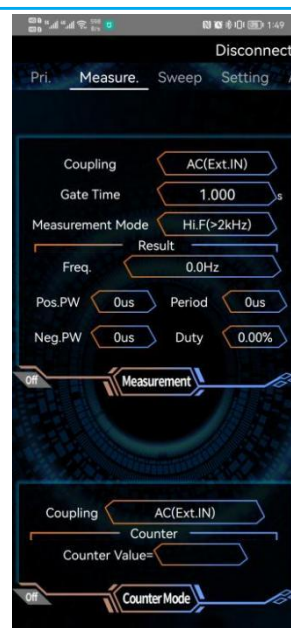 1:49
Disconnect
Pri. Measure. Sweep Setting
Coupling AC(Ext.IN)
Gate Time 1.000 s
Measurement Mode Hi.F(>2kHz)
Result
Freq. 0.0Hz
Pos.PW 0us Period 0us
Neg.PW 0us Duty 0.00%
Off Measurement
Coupling AC(Ext.IN)
Counter
Counter Value=
Off Counter Mode